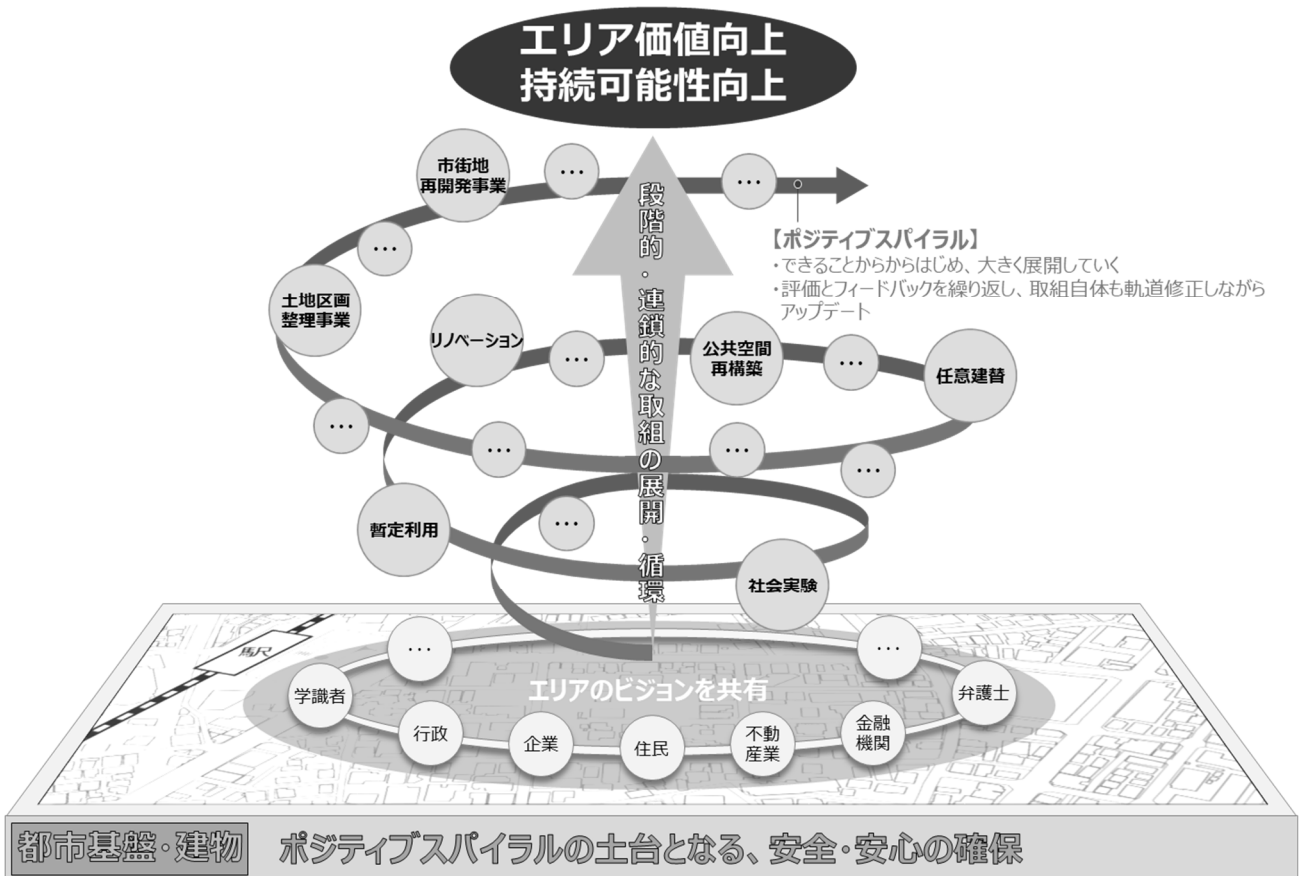 エリア価値向上
持続可能性向上
市街地
再開発事業
…
…
段階的・連鎖的な取組の展開・循環
…
【ポジティブスパイラル】
・できることからからはじめ、大きく展開していく
・評価とフィードバックを繰り返し、取組自体も軌道修正しながら
アップデート
土地区画
整理事業
リノベーション
…
公共空間
再構築
…
任意建替
…
…
…
…
暫定利用
…
社会実験
駅
…
…
学識者
エリアのビジョンを共有
弁護士
行政
企業
住民
不動
産業
金融
機関
都市基盤・建物
ポジティブスパイラルの土台となる、安全・安心の確保